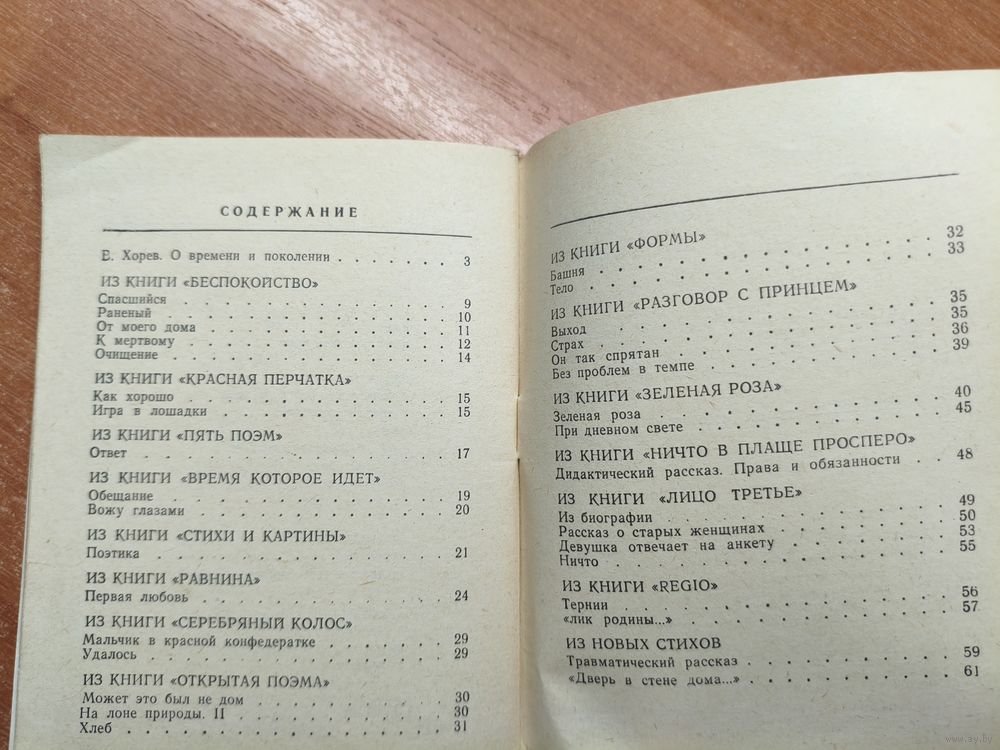 СОДЕРЖАНИЕ
Е. Хорев. О времени и поколении . . . . . . . 3
ИЗ КНИГИ «БЕСПОКОЙСТВО»
Спасшийся . . . . . . . . . . . . . 9
Раненый . . . . . . . . . . . . . 10
От моего дома . . . . . . . . . . . . 11
К мертвому . . . . . . . . . . . . 12
Очищение . . . . . . . . . . . . . 14
ИЗ КНИГИ «КРАСНАЯ ПЕРЧАТКА»
Как хорошо . . . . . . . . . . . . 15
Игра в лошадки . . . . . . . . . . . 15
ИЗ КНИГИ «ПЯТЬ ПОЭМ»
Ответ . . . . . . . . . . . . . . 17
ИЗ КНИГИ «ВРЕМЯ КОТОРОЕ ИДЕТ»
Обещание . . . . . . . . . . . . . 19
Вожу глазами . . . . . . . . . . . . 20
ИЗ КНИГИ «СТИХИ И КАРТИНЫ»
Поэтика . . . . . . . . . . . . . 21
ИЗ КНИГИ «РАВНИНА»
Первая любовь . . . . . . . . . . . . 24
ИЗ КНИГИ «СЕРЕБРЯНЫЙ КОЛОС»
Мальчик в красной конфедератке . . . . . . 29
Удалось . . . . . . . . . . . . . 29
ИЗ КНИГИ «ОТКРЫТАЯ ПОЭМА»
Может это был не дом . . . . . . . . . 30
На лоне природы. II . . . . . . . . . . 30
Хлеб . . . . . . . . . . . . . . 31
ИЗ КНИГИ «ФОРМЫ»
Башня . . . . . . . . . . . . . . 32
Тело . . . . . . . . . . . . . . 33
ИЗ КНИГИ «РАЗГОВОР С ПРИНЦЕМ»
Выход . . . . . . . . . . . . . . 35
Страх . . . . . . . . . . . . . . 35
Он так спрятан . . . . . . . . . . . 36
Без проблем в темпе . . . . . . . . . . 39
ИЗ КНИГИ «ЗЕЛЕНАЯ РОЗА»
Зеленая роза . . . . . . . . . . . . 40
При дневном свете . . . . . . . . . . 45
ИЗ КНИГИ «НИЧТО В ПЛАЩЕ ПРОСПЕРО»
Дидактический рассказ. Права и обязанности . . 48
ИЗ КНИГИ «ЛИЦО ТРЕТЬЕ»
Из биографии . . . . . . . . . . . . 49
Рассказ о старых женщинах . . . . . . . . 50
Девушка отвечает на анкету . . . . . . . . 53
Ничто . . . . . . . . . . . . . . 55
ИЗ КНИГИ «REGIO»
Тернии . . . . . . . . . . . . . . 56
«лик родины...» . . . . . . . . . . . 57
ИЗ НОВЫХ СТИХОВ
Травматический рассказ . . . . . . . . . 59
«Дверь в стене дома...» . . . . . . . . . 61
www.ay.by